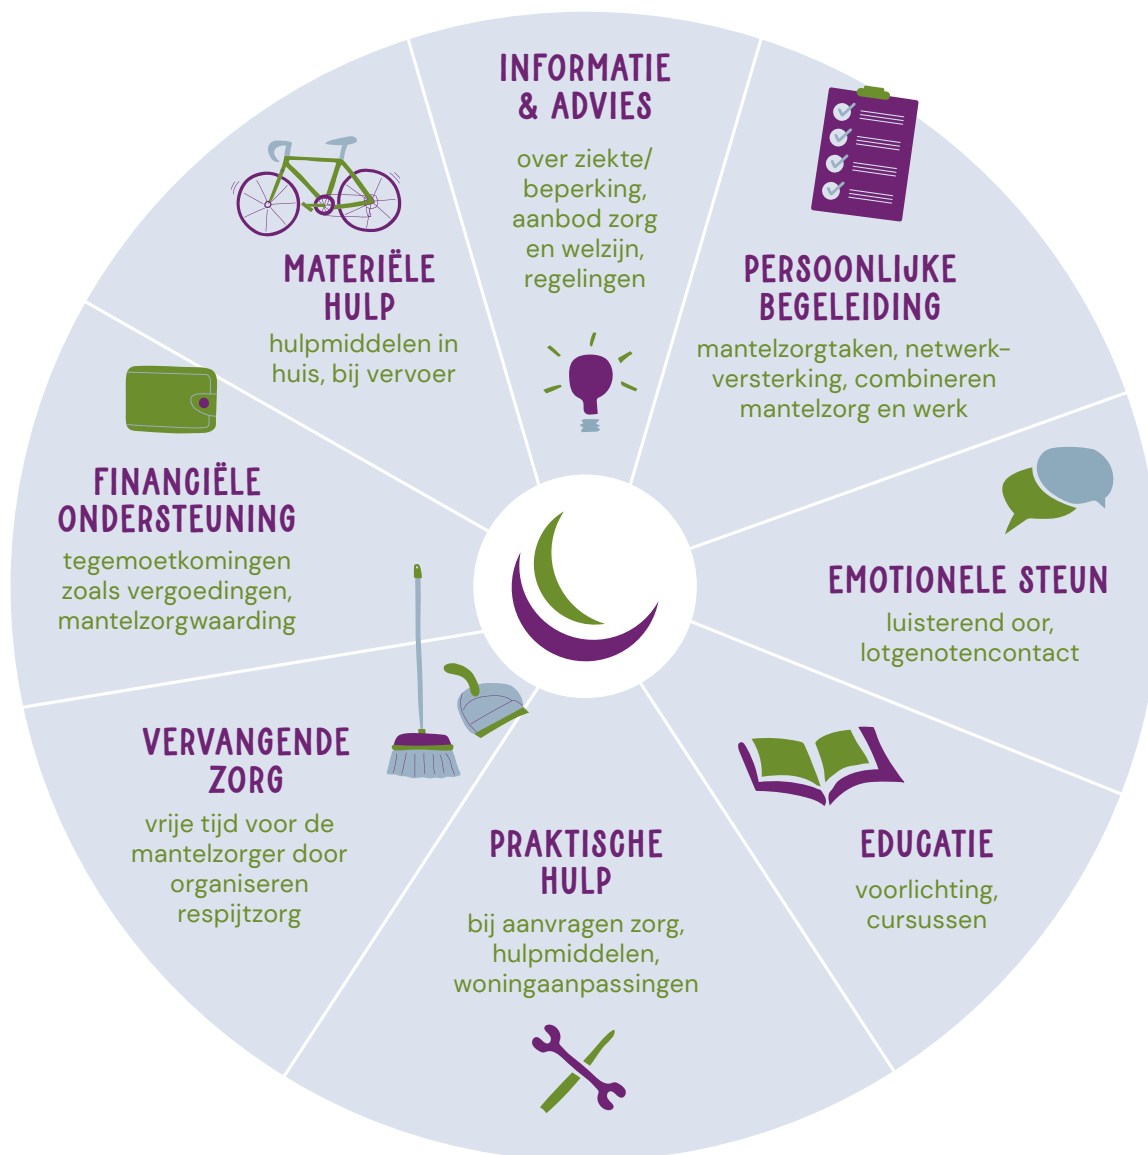 INFORMATIE
& ADVIES
over ziekte/
beperking,
aanbod zorg
en welzijn,
regelingen
PERSOONLIJKE
BEGELEIDING
mantelzorgtaken, netwerk-
versterking, combineren
mantelzorg en werk
EMOTIONELE STEUN
luisterend oor,
lotgenotencontact
EDUCATIE
voorlichting,
cursussen
PRAKTISCHE
HULP
bij aanvragen zorg,
hulpmiddelen,
woningaanpassingen
VERVANGENDE
ZORG
vrije tijd voor de
mantelzorger door
organiseren
respijtzorg
FINANCIËLE
ONDERSTEUNING
tegemoetkomingen
zoals vergoedingen,
mantelzorgwaarding
MATERIËLE
HULP
hulpmiddelen in
huis, bij vervoer